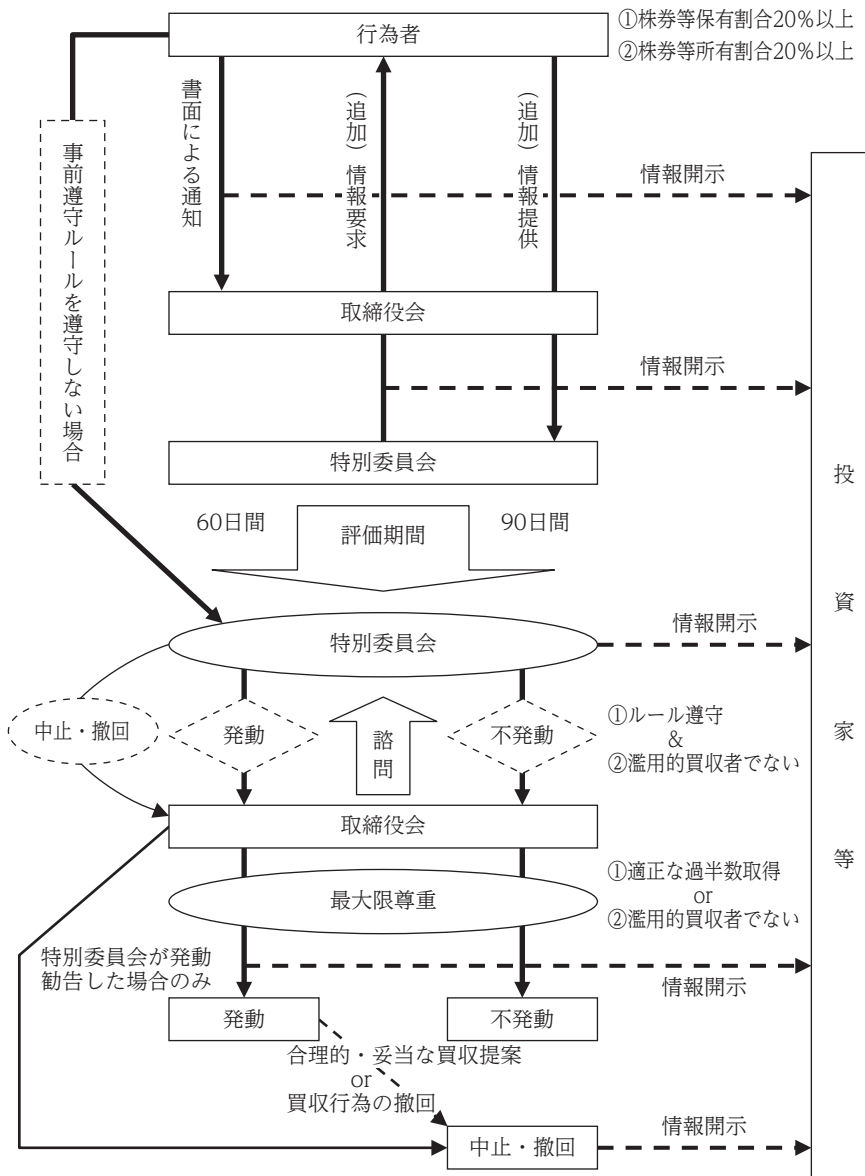 行為者
①株券等保有割合20%以上
②株券等所有割合20%以上
書面による通知
(追加)情報要求
(追加)情報提供
事前遵守ルールを遵守しない場合
情報開示
取締役会
情報開示
特別委員会
60日間
評価期間
90日間
投資家等
特別委員会
情報開示
中止・撤回
発動
諮問
不発動
①ルール遵守
&
②濫用的買収者でない
取締役会
最大限尊重
①適正な過半数取得
or
②濫用的買収者でない
特別委員会が発動
勧告した場合のみ
情報開示
発動
不発動
合理的・妥当な買収提案
or
買収行為の撤回
中止・撤回
情報開示